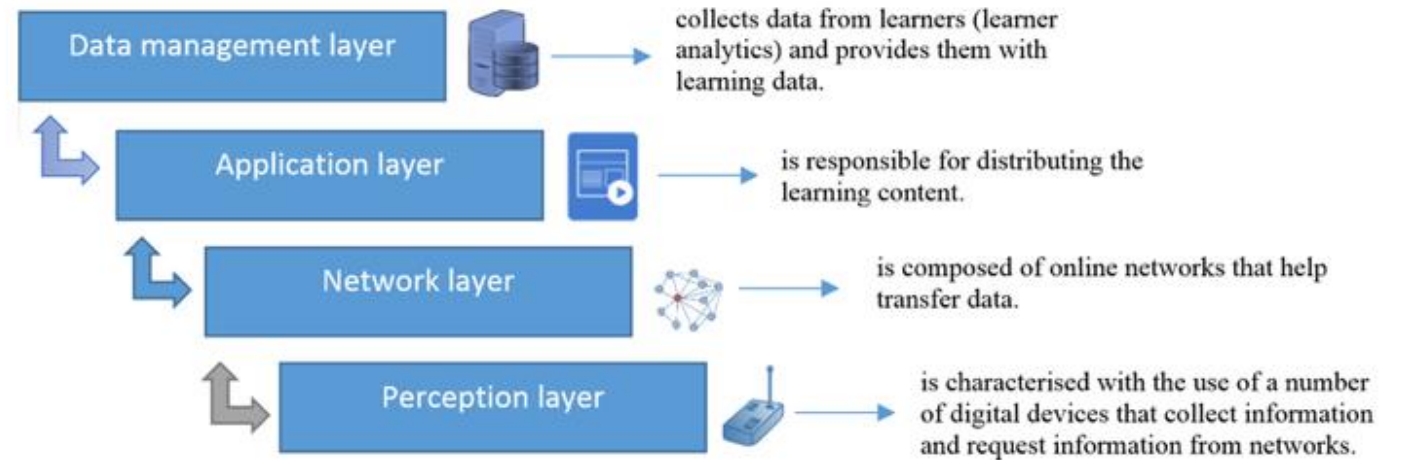 Data management layer
collects data from learners (learner
analytics) and provides them with
learning data.
Application layer
is responsible for distributing the
learning content.
Network layer
is composed of online networks that help
transfer data.
Perception layer
is characterised with the use of a number
of digital devices that collect information
and request information from networks.